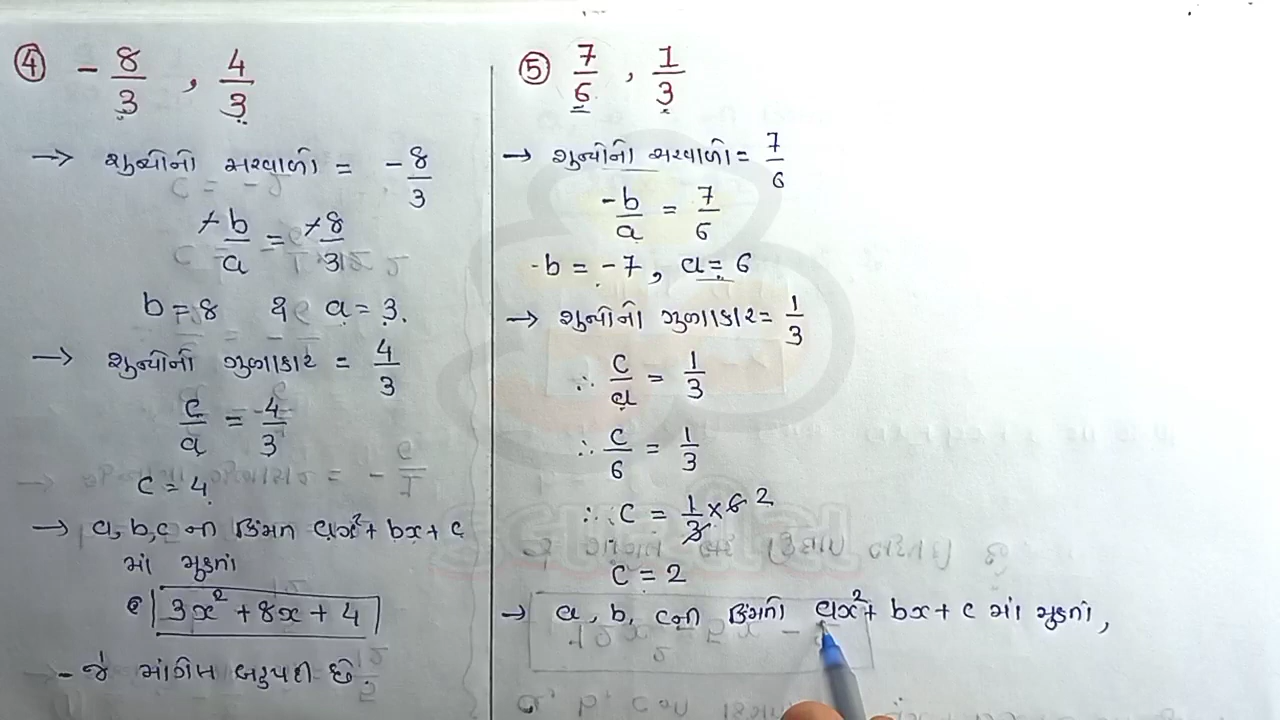 ④ - 8/3 , 4/3
→ શૂન્યોનો સરવાળો = - 8/3
-b/a = -8/3
b = 8 છે a = 3.
→ શૂન્યોનો ગુણાકાર = 4/3
c/a = 4/3
c = 4
→ a, b, c ની કિંમત ax² + bx + c
માં મુકતાં
3x² + 8x + 4
- જે માંગેલ બહુપદી છે.
⑤ 7/6 , 1/3
→ શૂન્યોનો સરવાળો = 7/6
-b/a = 7/6
-b = -7, a = 6
→ શૂન્યોનો ગુણાકાર = 1/3
∴ c/a = 1/3
∴ c/6 = 1/3
∴ c = 1/3 × 6 2
c = 2
→ a, b, c ની કિંમતો ax² + bx + c માં મુકતાં,